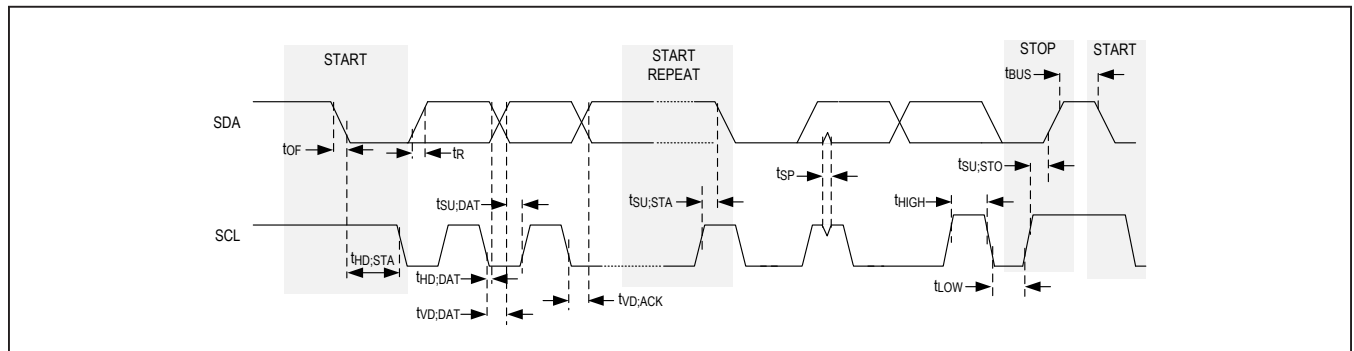 START
START
REPEAT
STOP
START
tBUS
SDA
tOF
tR
tSP
tSU;STO
tSU;DAT
tSU;STA
tHIGH
SCL
tHD;STA
tHD;DAT
tLOW
tVD;DAT
tVD;ACK